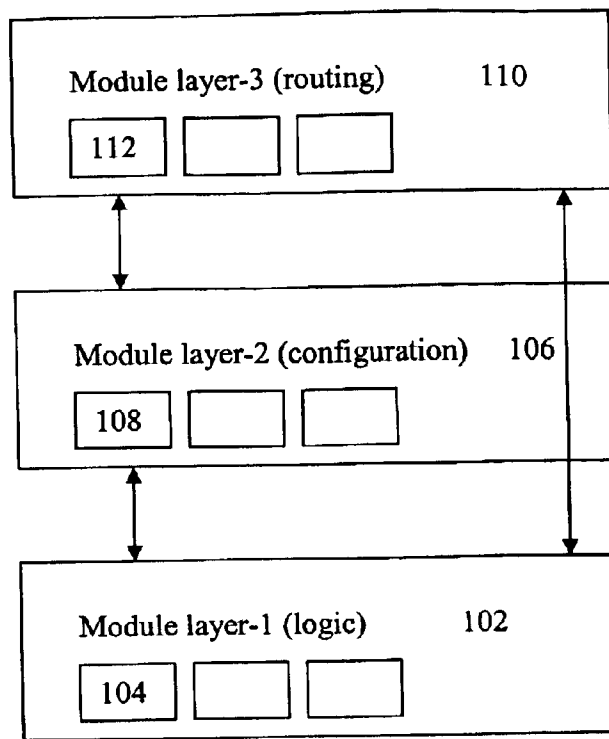 Module layer-3 (routing) 110
112
Module layer-2 (configuration) 106
108
Module layer-1 (logic) 102
104